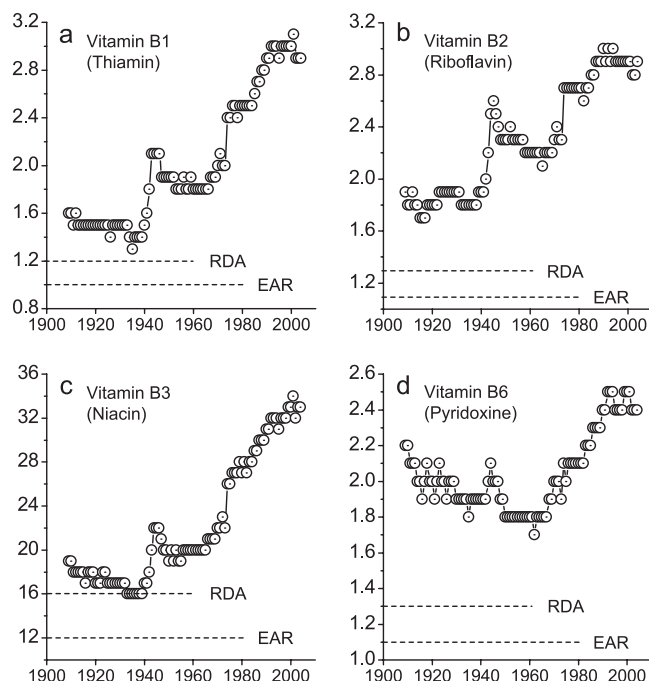 a Vitamin B1
(Thiamin)
3.2
2.8
2.4
2.0
1.6
1.2
0.8
RDA
EAR
1900 1920 1940 1960 1980 2000
b Vitamin B2
(Riboflavin)
3.2
2.8
2.4
2.0
1.6
1.2
RDA
EAR
1900 1920 1940 1960 1980 2000
c Vitamin B3
(Niacin)
36
32
28
24
20
16
12
RDA
EAR
1900 1920 1940 1960 1980 2000
d Vitamin B6
(Pyridoxine)
2.6
2.4
2.2
2.0
1.8
1.6
1.4
1.2
1.0
RDA
EAR
1900 1920 1940 1960 1980 2000